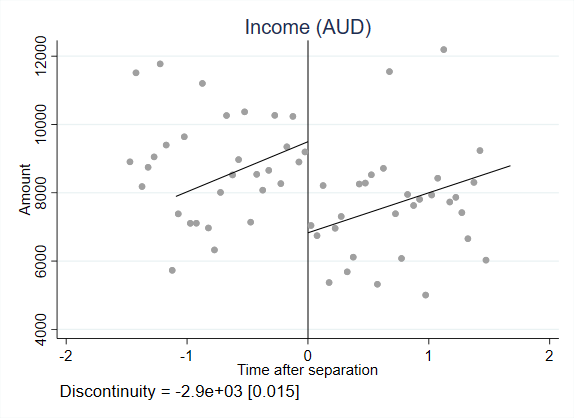 Income (AUD)
12000
10000
8000
6000
4000
Amount
-2 -1 0 1 2
Time after separation
Discontinuity = -2.9e+03 [0.015]